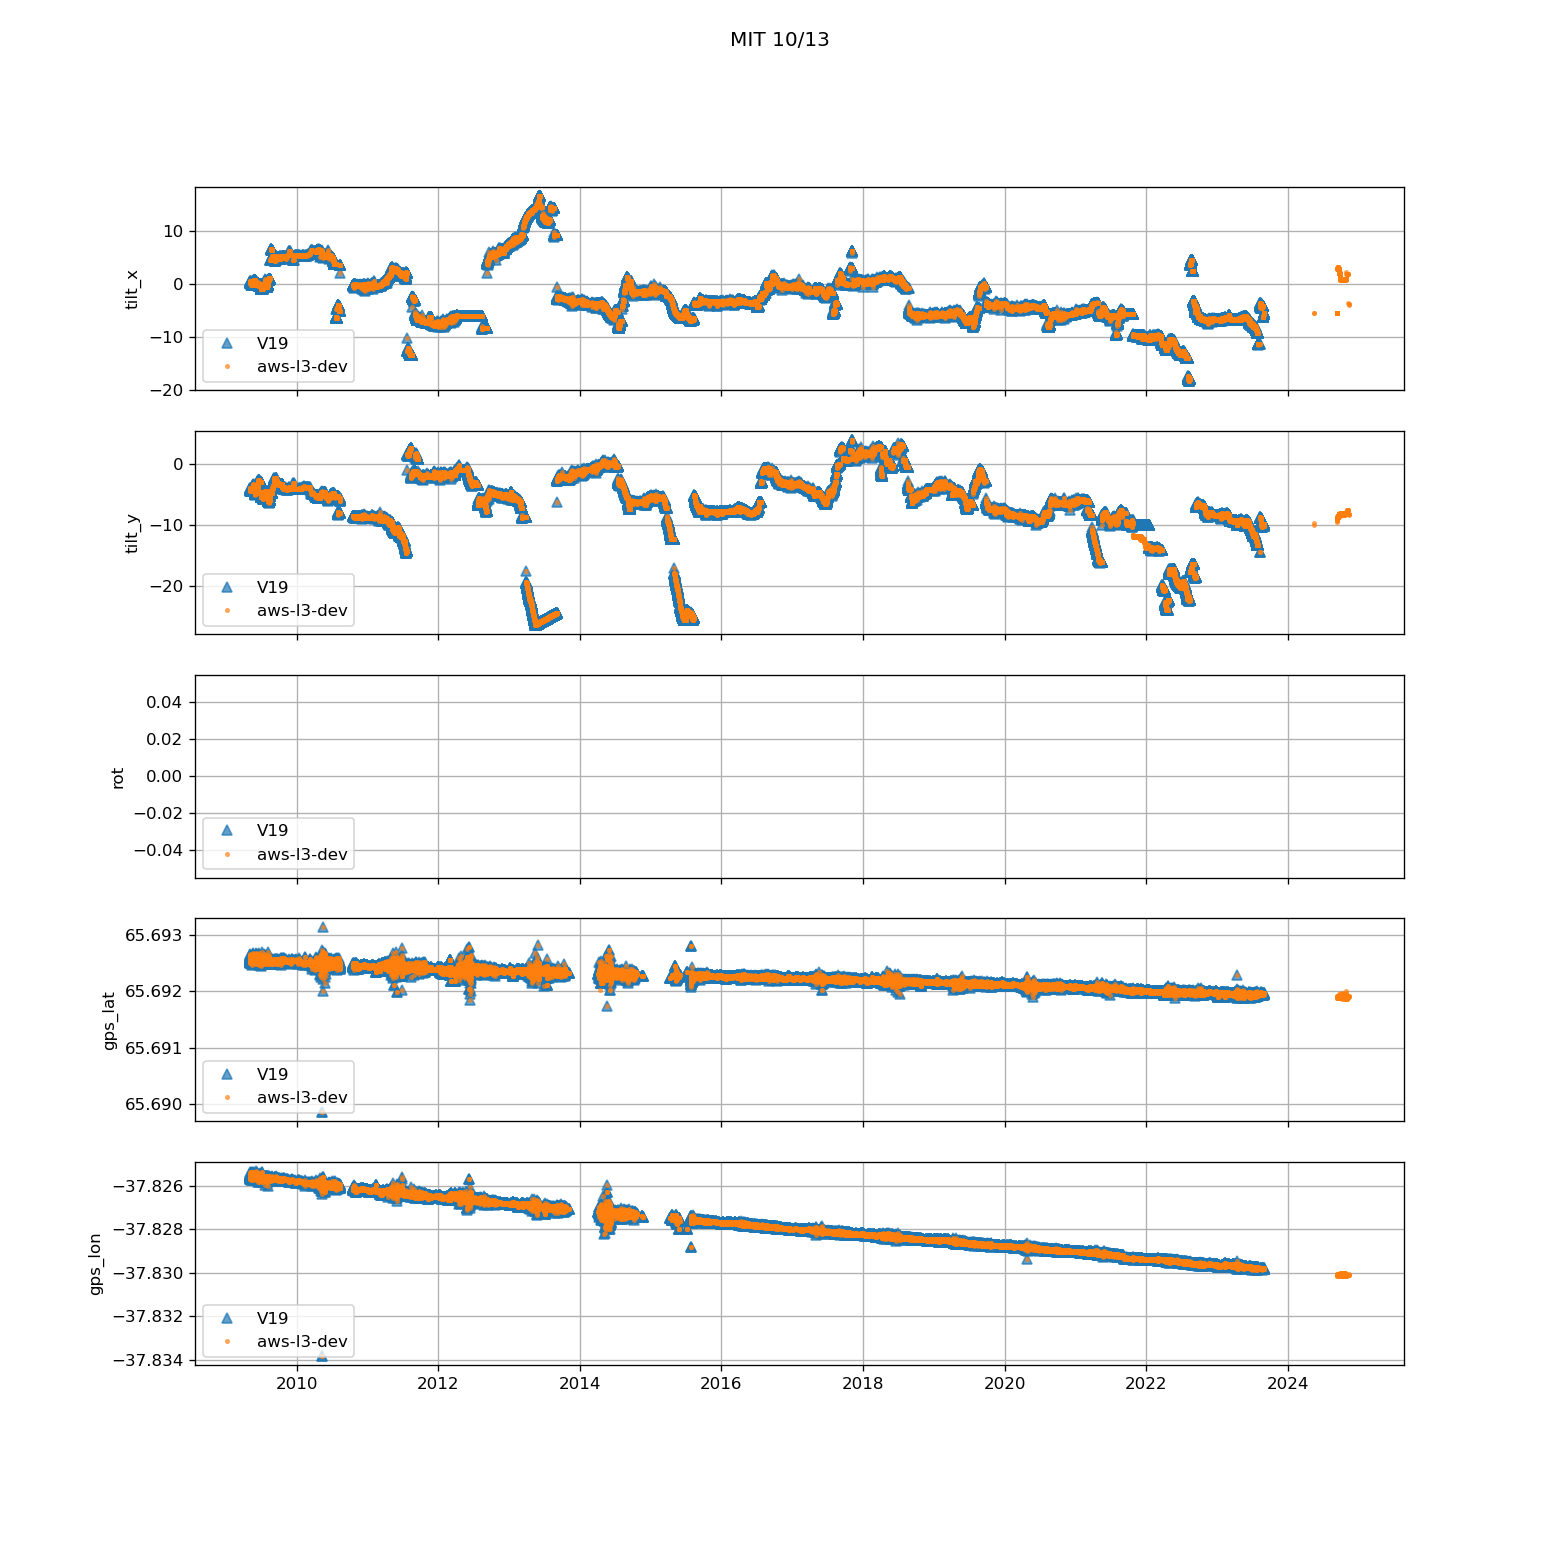 MIT 10/13
10
0
−10
−20
tilt_x
V19
aws-l3-dev
0
−10
−20
tilt_y
V19
aws-l3-dev
0.04
0.02
0.00
−0.02
−0.04
rot
V19
aws-l3-dev
65.693
65.692
65.691
65.690
gps_lat
V19
aws-l3-dev
−37.826
−37.828
−37.830
−37.832
−37.834
gps_lon
V19
aws-l3-dev
2010 2012 2014 2016 2018 2020 2022 2024